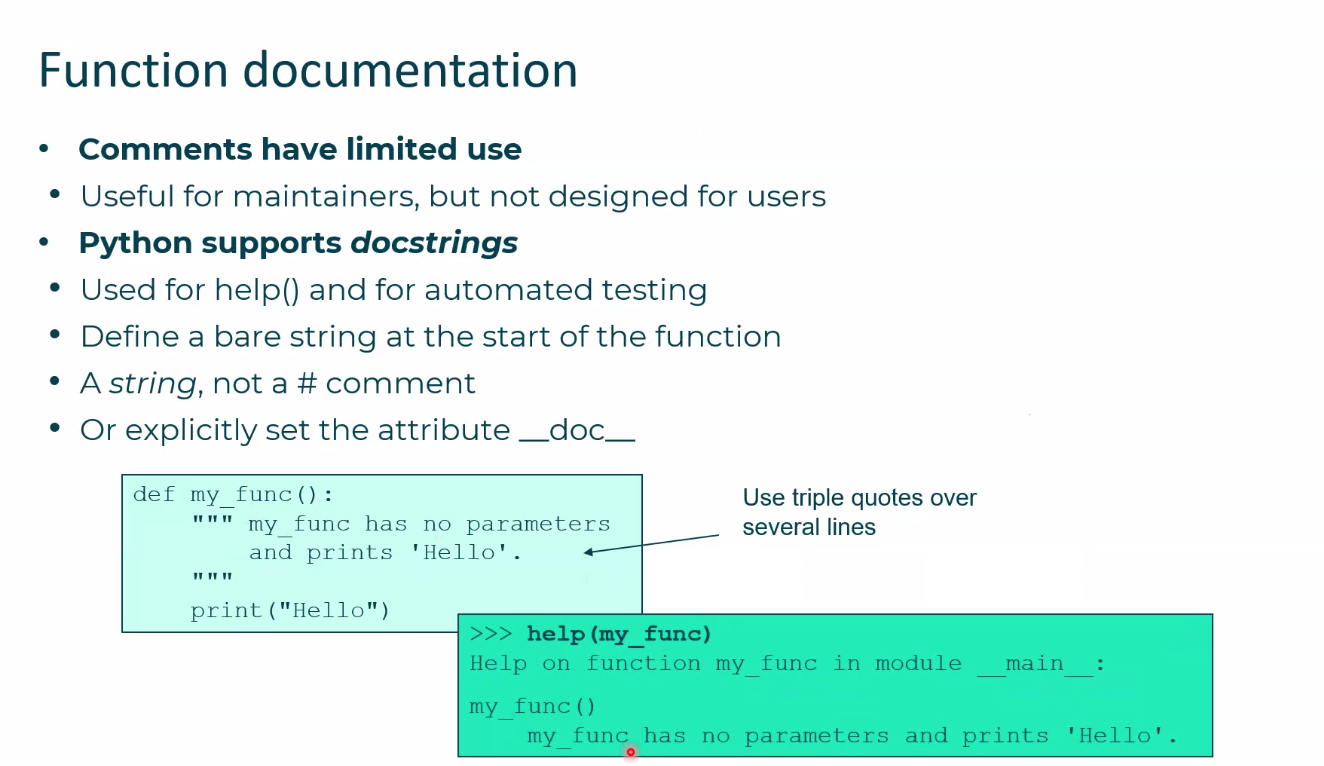 Function documentation
• Comments have limited use
• Useful for maintainers, but not designed for users
• Python supports docstrings
• Used for help() and for automated testing
• Define a bare string at the start of the function
• A string, not a # comment
• Or explicitly set the attribute __doc__
def my_func():
    """ my_func has no parameters
        and prints 'Hello'.
    """
    print("Hello")
Use triple quotes over
several lines
>>> help(my_func)
Help on function my_func in module __main__:
my_func()
    my_func has no parameters and prints 'Hello'.